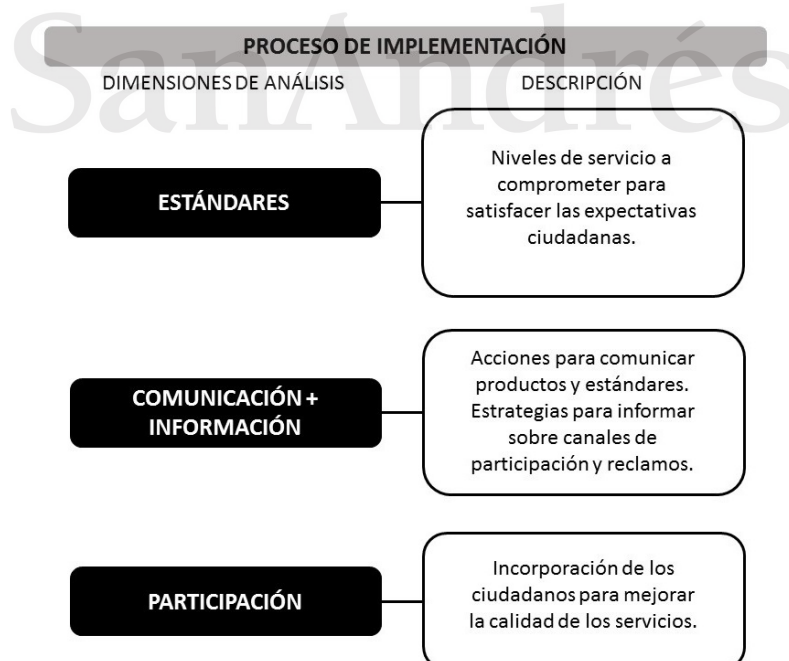 SanAndrés
PROCESO DE IMPLEMENTACIÓN
DIMENSIONES DE ANÁLISIS
DESCRIPCIÓN
ESTÁNDARES
Niveles de servicio a
comprometer para
satisfacer las expectativas
ciudadanas.
COMUNICACIÓN +
INFORMACIÓN
Acciones para comunicar
productos y estándares.
Estrategias para informar
sobre canales de
participación y reclamos.
PARTICIPACIÓN
Incorporación de los
ciudadanos para mejorar
la calidad de los servicios.